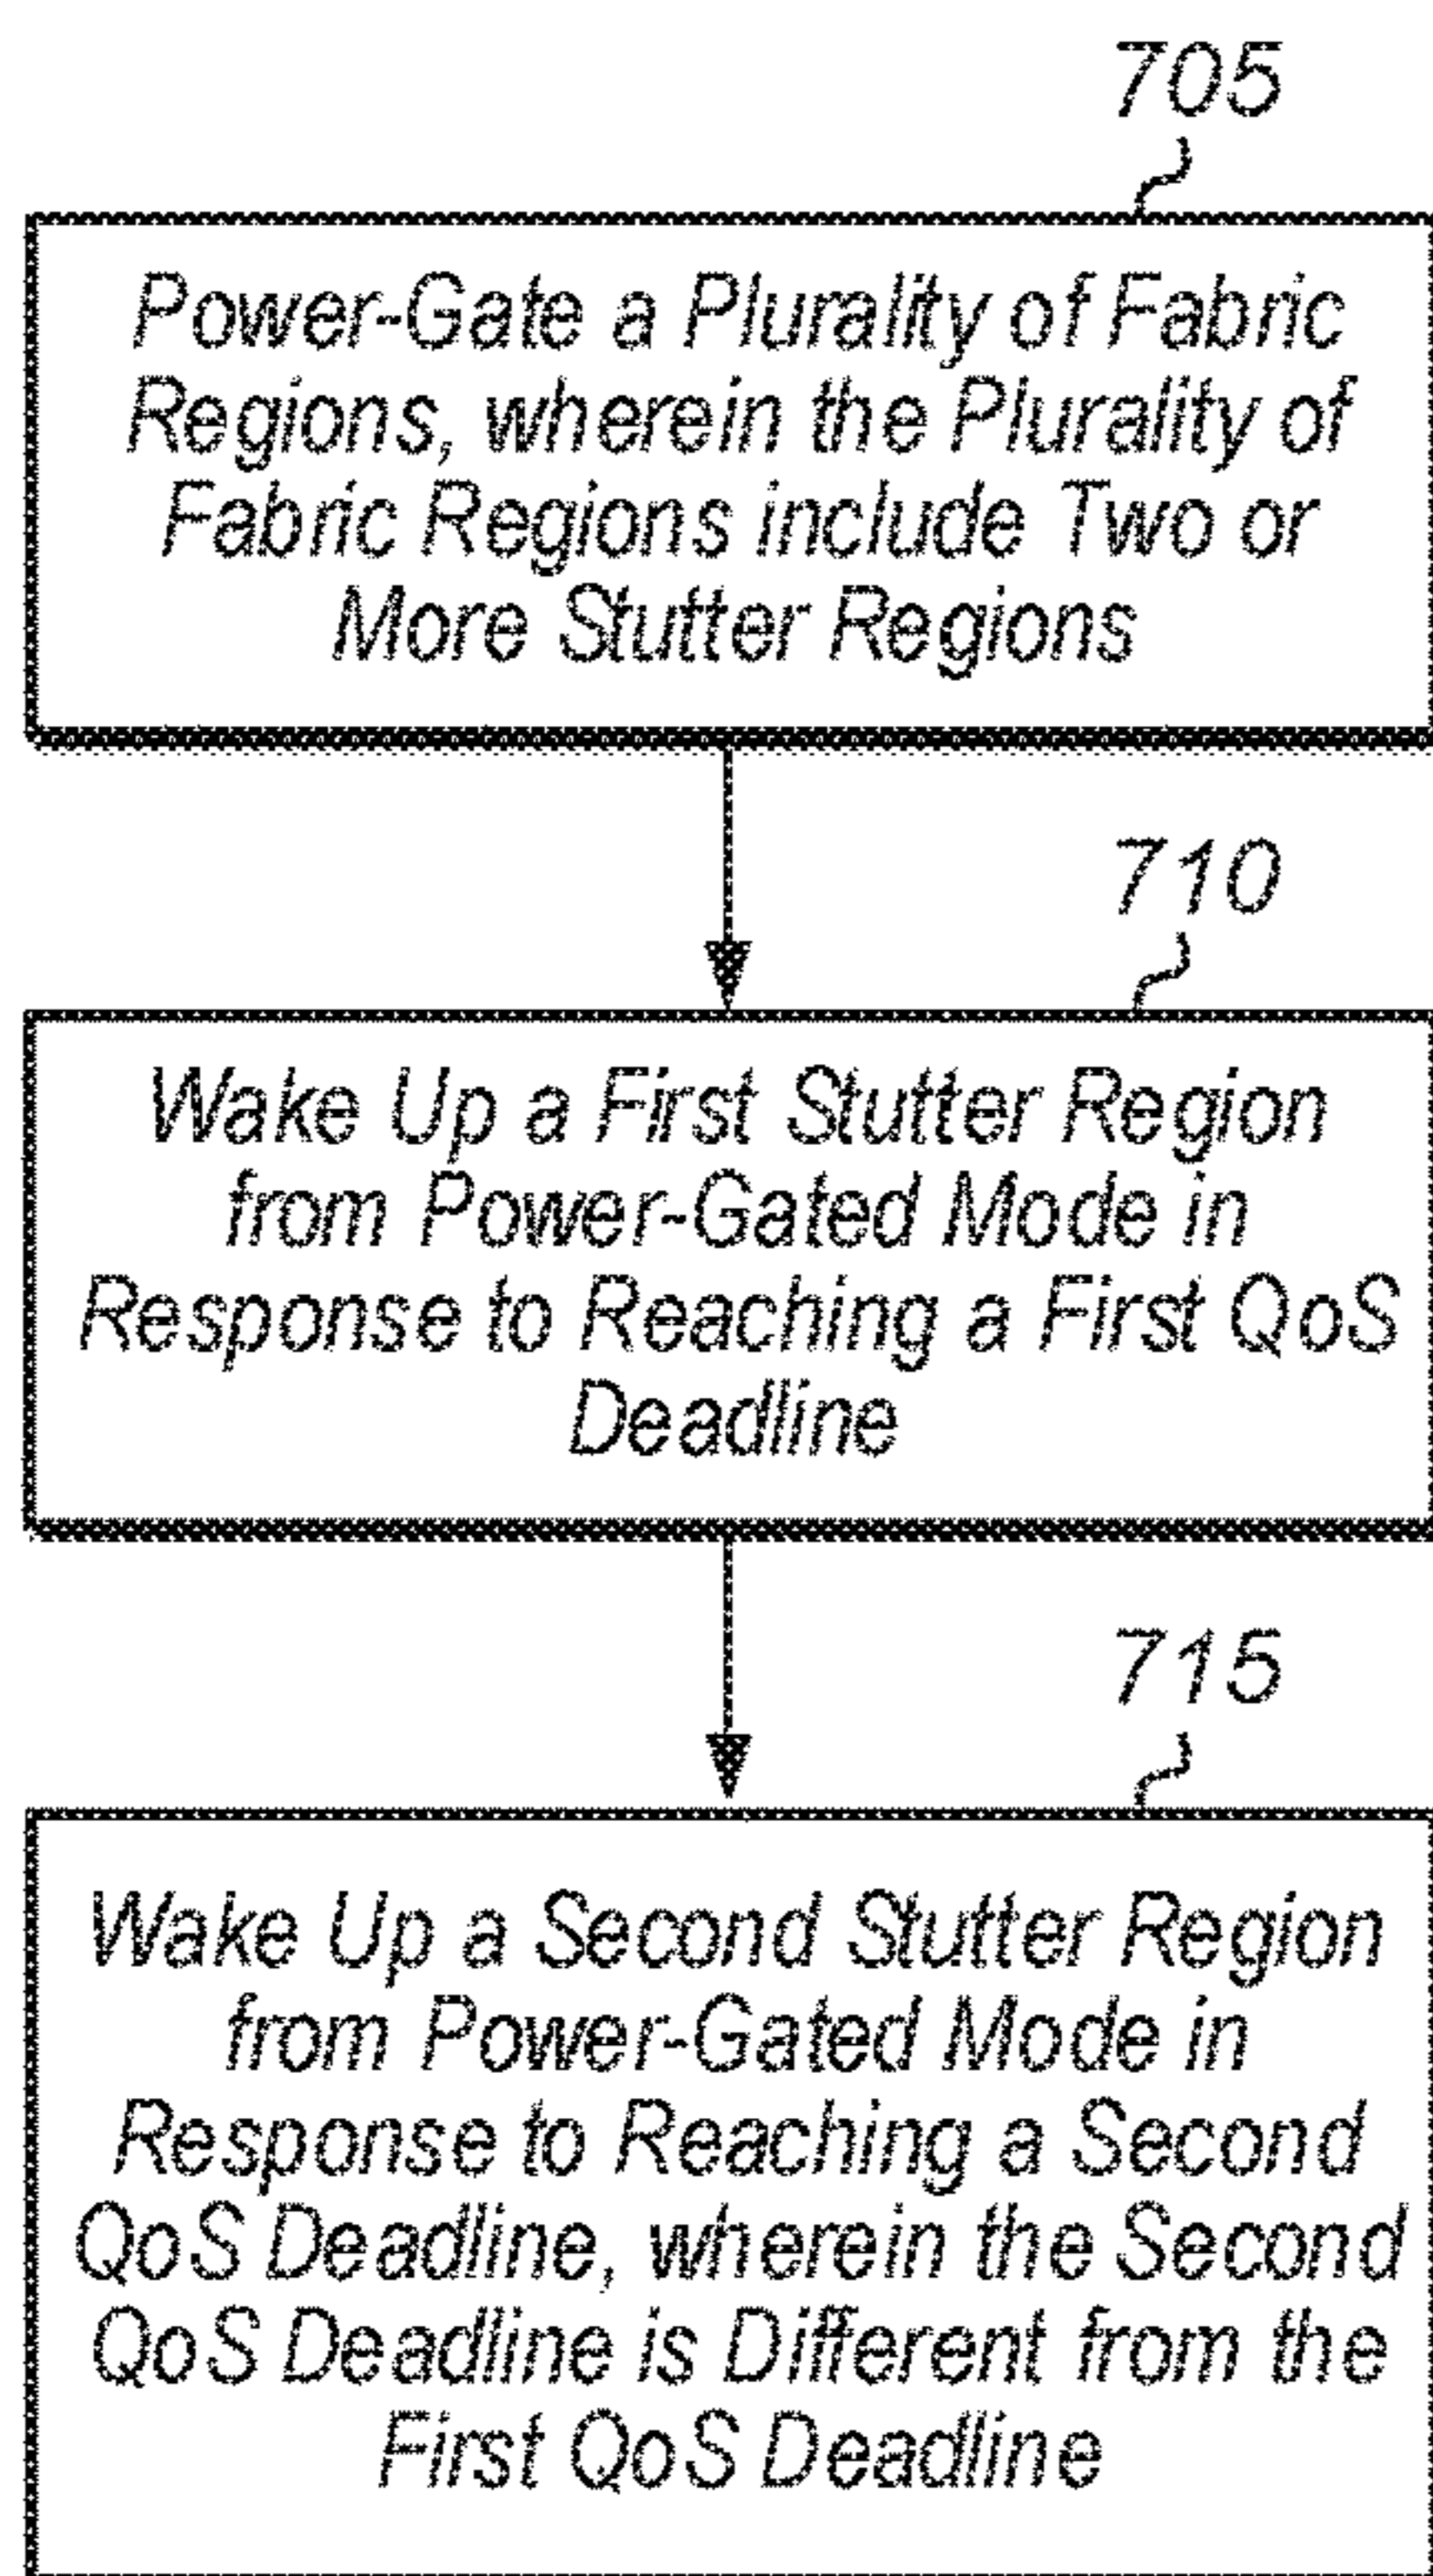 705
Power-Gate a Plurality of Fabric
Regions, wherein the Plurality of
Fabric Regions include Two or
More Stutter Regions
710
Wake Up a First Stutter Region
from Power-Gated Mode in
Response to Reaching a First QoS
Deadline
715
Wake Up a Second Stutter Region
from Power-Gated Mode in
Response to Reaching a Second
QoS Deadline, wherein the Second
QoS Deadline is Different from the
First QoS Deadline